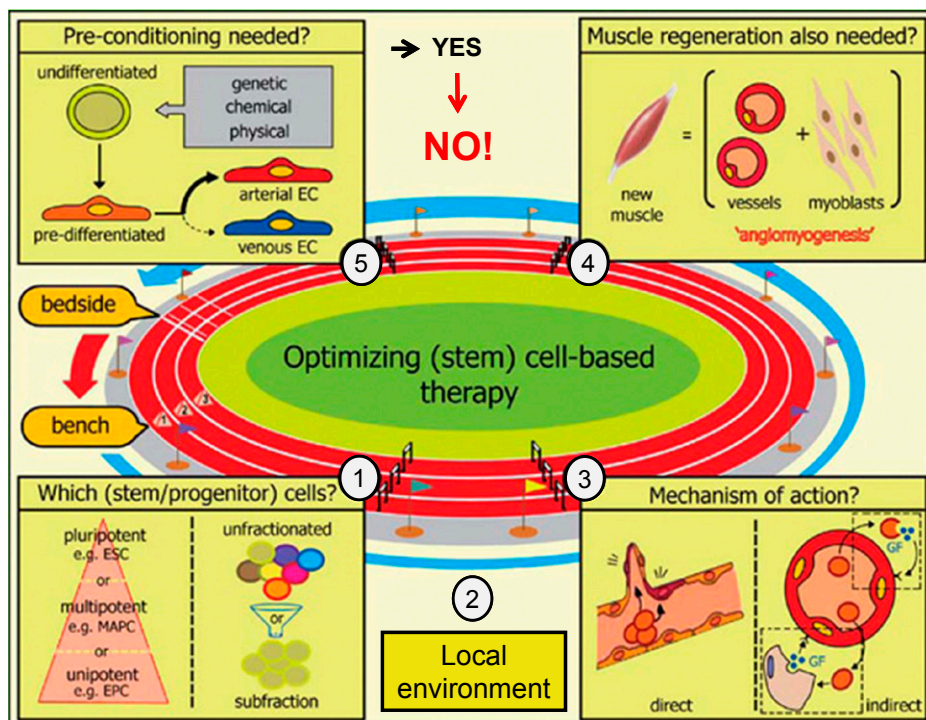 Pre-conditioning needed?
undifferentiated
genetic
chemical
physical
arterial EC
pre-differentiated
venous EC
YES
NO!
Muscle regeneration also needed?
=
+
new
muscle
vessels
myoblasts
'angiomyogenesis'
5
4
bedside
bench
1
2
3
Optimizing (stem) cell-based
therapy
1
3
Which (stem/progenitor) cells?
pluripotent
e.g. ESC
or
multipotent
e.g. MAPC
or
unipotent
e.g. EPC
unfractionated
or
subfraction
2
Local
environment
Mechanism of action?
GF
GF
direct
indirect